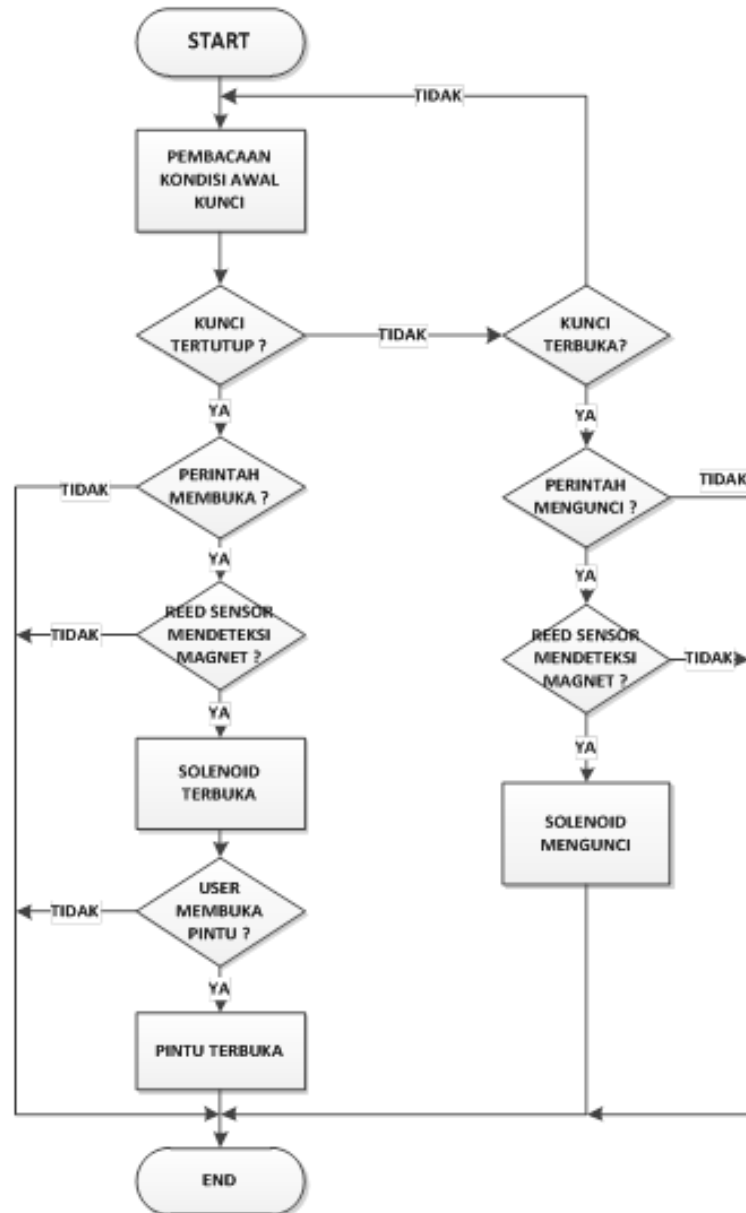 START
TIDAK
PEMBACAAN
KONDISI AWAL
KUNCI
KUNCI
TERTUTUP ?
TIDAK
KUNCI
TERBUKA?
YA
YA
PERINTAH
MEMBUKA ?
TIDAK
PERINTAH
MENGUNCI ?
TIDAK
YA
YA
REED SENSOR
MENDETEKSI
MAGNET ?
TIDAK
REED SENSOR
MENDETEKSI
MAGNET ?
TIDAK
YA
YA
SOLENOID
TERBUKA
SOLENOID
MENGUNCI
USER
MEMBUKA
PINTU ?
TIDAK
YA
PINTU TERBUKA
END